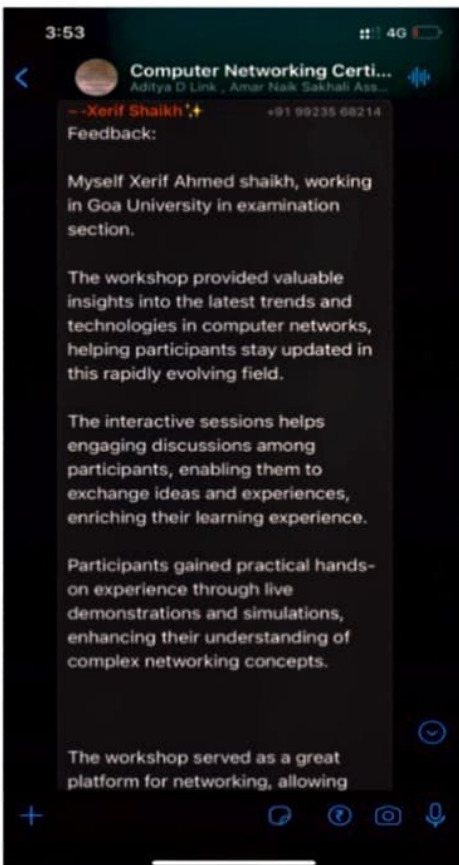 3:53
4G
Computer Networking Certi...
Aditya D Link , Amar Naik Sakhali Ass...
~-Xerif Shaikh✨ +91 99235 68214
Feedback:
Myself Xerif Ahmed shaikh, working
in Goa University in examination
section.
The workshop provided valuable
insights into the latest trends and
technologies in computer networks,
helping participants stay updated in
this rapidly evolving field.
The interactive sessions helps
engaging discussions among
participants, enabling them to
exchange ideas and experiences,
enriching their learning experience.
Participants gained practical hands-
on experience through live
demonstrations and simulations,
enhancing their understanding of
complex networking concepts.
The workshop served as a great
platform for networking, allowing